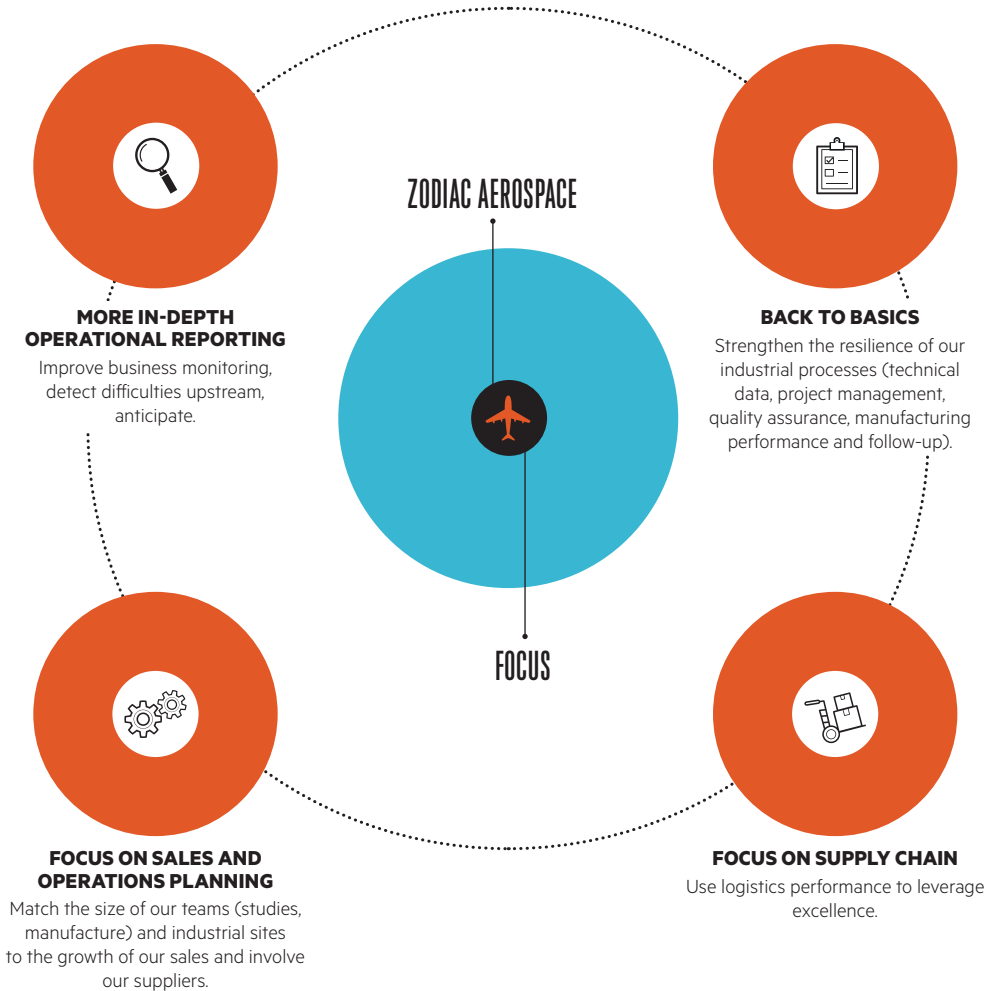 ZODIAC AEROSPACE
MORE IN-DEPTH
OPERATIONAL REPORTING
Improve business monitoring,
detect difficulties upstream,
anticipate.
BACK TO BASICS
Strengthen the resilience of our
industrial processes (technical
data, project management,
quality assurance, manufacturing
performance and follow-up).
FOCUS
FOCUS ON SALES AND
OPERATIONS PLANNING
Match the size of our teams (studies,
manufacture) and industrial sites
to the growth of our sales and involve
our suppliers.
FOCUS ON SUPPLY CHAIN
Use logistics performance to leverage
excellence.